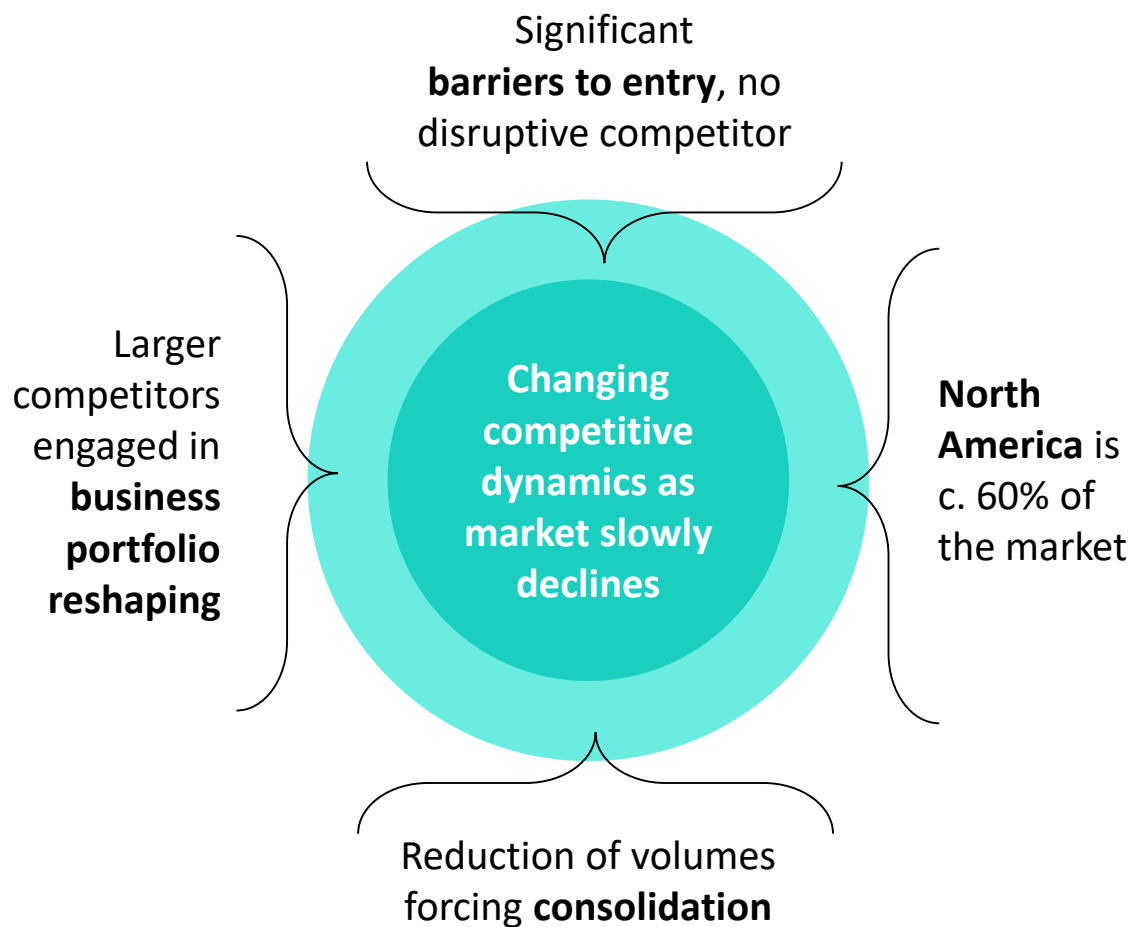 Significant
barriers to entry, no
disruptive competitor
Larger
competitors
engaged in
business
portfolio
reshaping
Changing
competitive
dynamics as
market slowly
declines
North
America is
c. 60% of
the market
Reduction of volumes
forcing consolidation